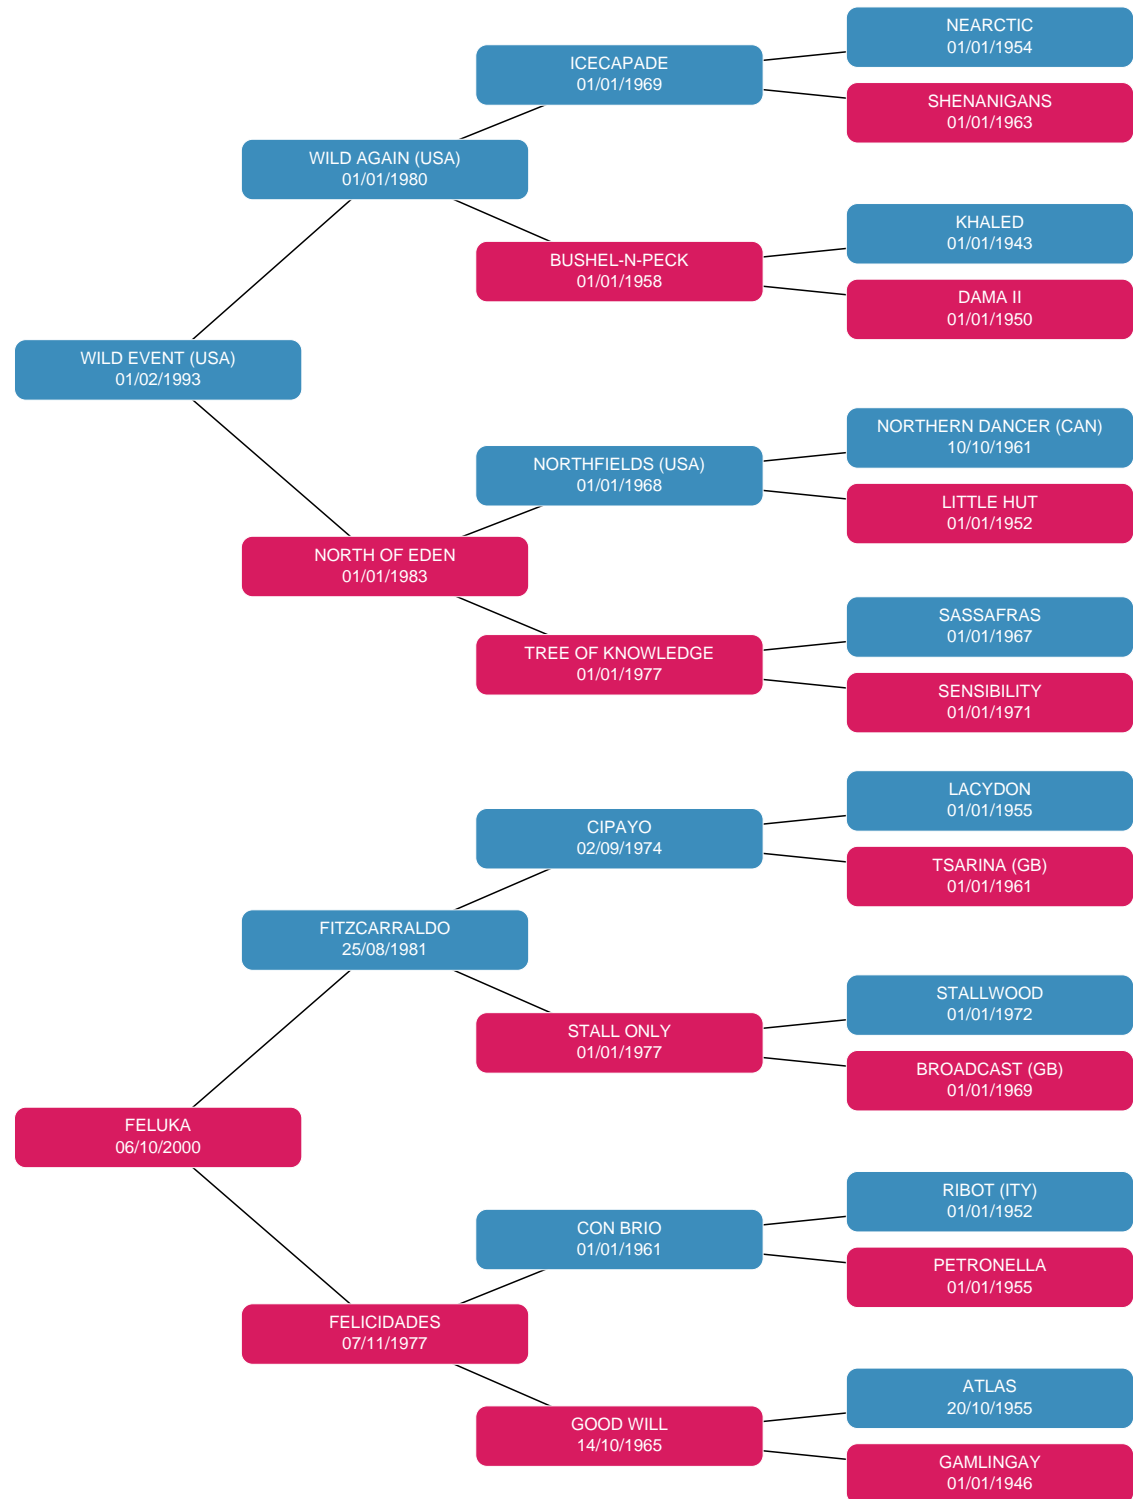 NEARCTIC
01/01/1954
ICECAPADE
01/01/1969
SHENANIGANS
01/01/1963
WILD AGAIN (USA)
01/01/1980
KHALED
01/01/1943
BUSHEL-N-PECK
01/01/1958
DAMA II
01/01/1950
WILD EVENT (USA)
01/02/1993
NORTHERN DANCER (CAN)
10/10/1961
NORTHFIELDS (USA)
01/01/1968
LITTLE HUT
01/01/1952
NORTH OF EDEN
01/01/1983
SASSAFRAS
01/01/1967
TREE OF KNOWLEDGE
01/01/1977
SENSIBILITY
01/01/1971
LACYDON
01/01/1955
CIPAYO
02/09/1974
TSARINA (GB)
01/01/1961
FITZCARRALDO
25/08/1981
STALLWOOD
01/01/1972
STALL ONLY
01/01/1977
BROADCAST (GB)
01/01/1969
FELUKA
06/10/2000
RIBOT (ITY)
01/01/1952
CON BRIO
01/01/1961
PETRONELLA
01/01/1955
FELICIDADES
07/11/1977
ATLAS
20/10/1955
GOOD WILL
14/10/1965
GAMLINGAY
01/01/1946